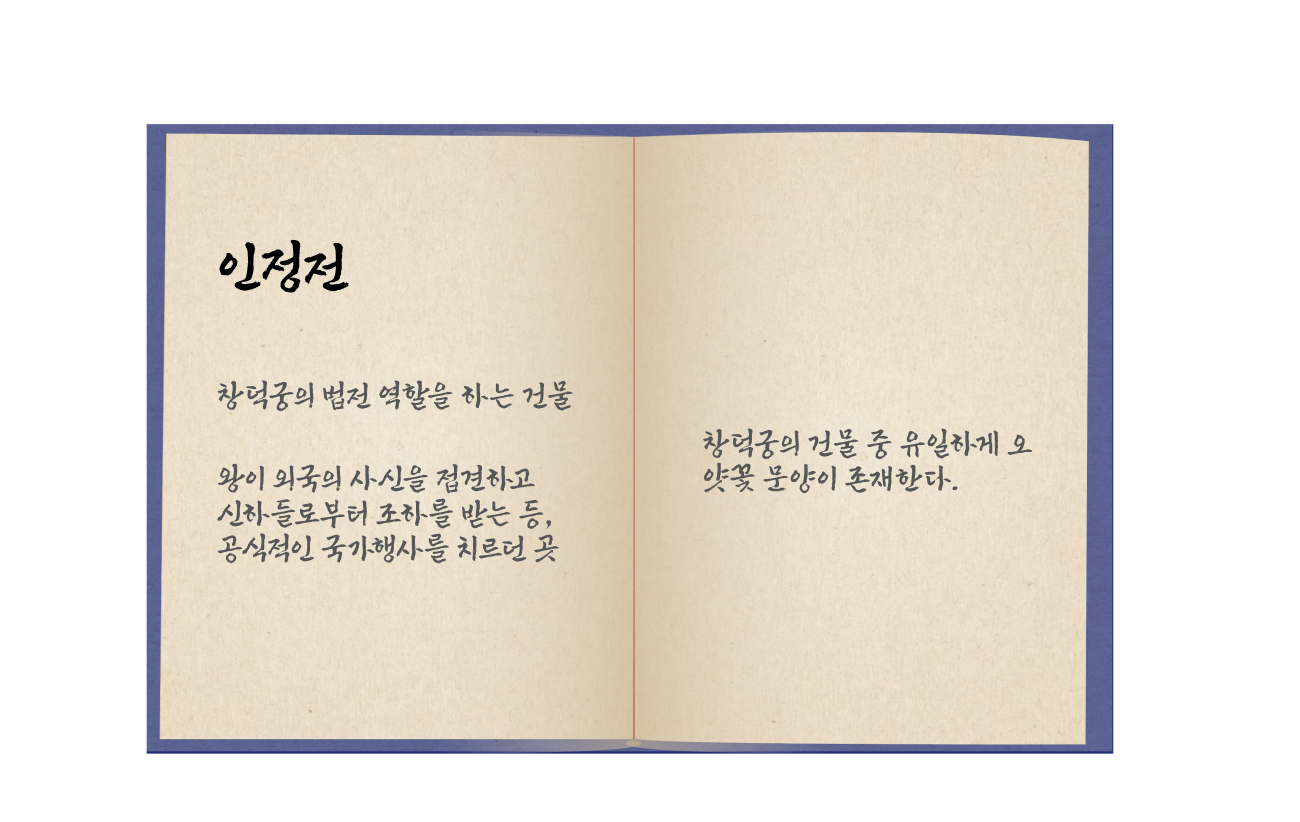 인정전
창덕궁의 법전 역할을 하는 건물
왕이 외국의 사신을 접견하고
신하들로부터 조하를 받는 등,
공식적인 국가행사를 치르던 곳
창덕궁의 건물 중 유일하게 오
얏꽃 문양이 존재한다.